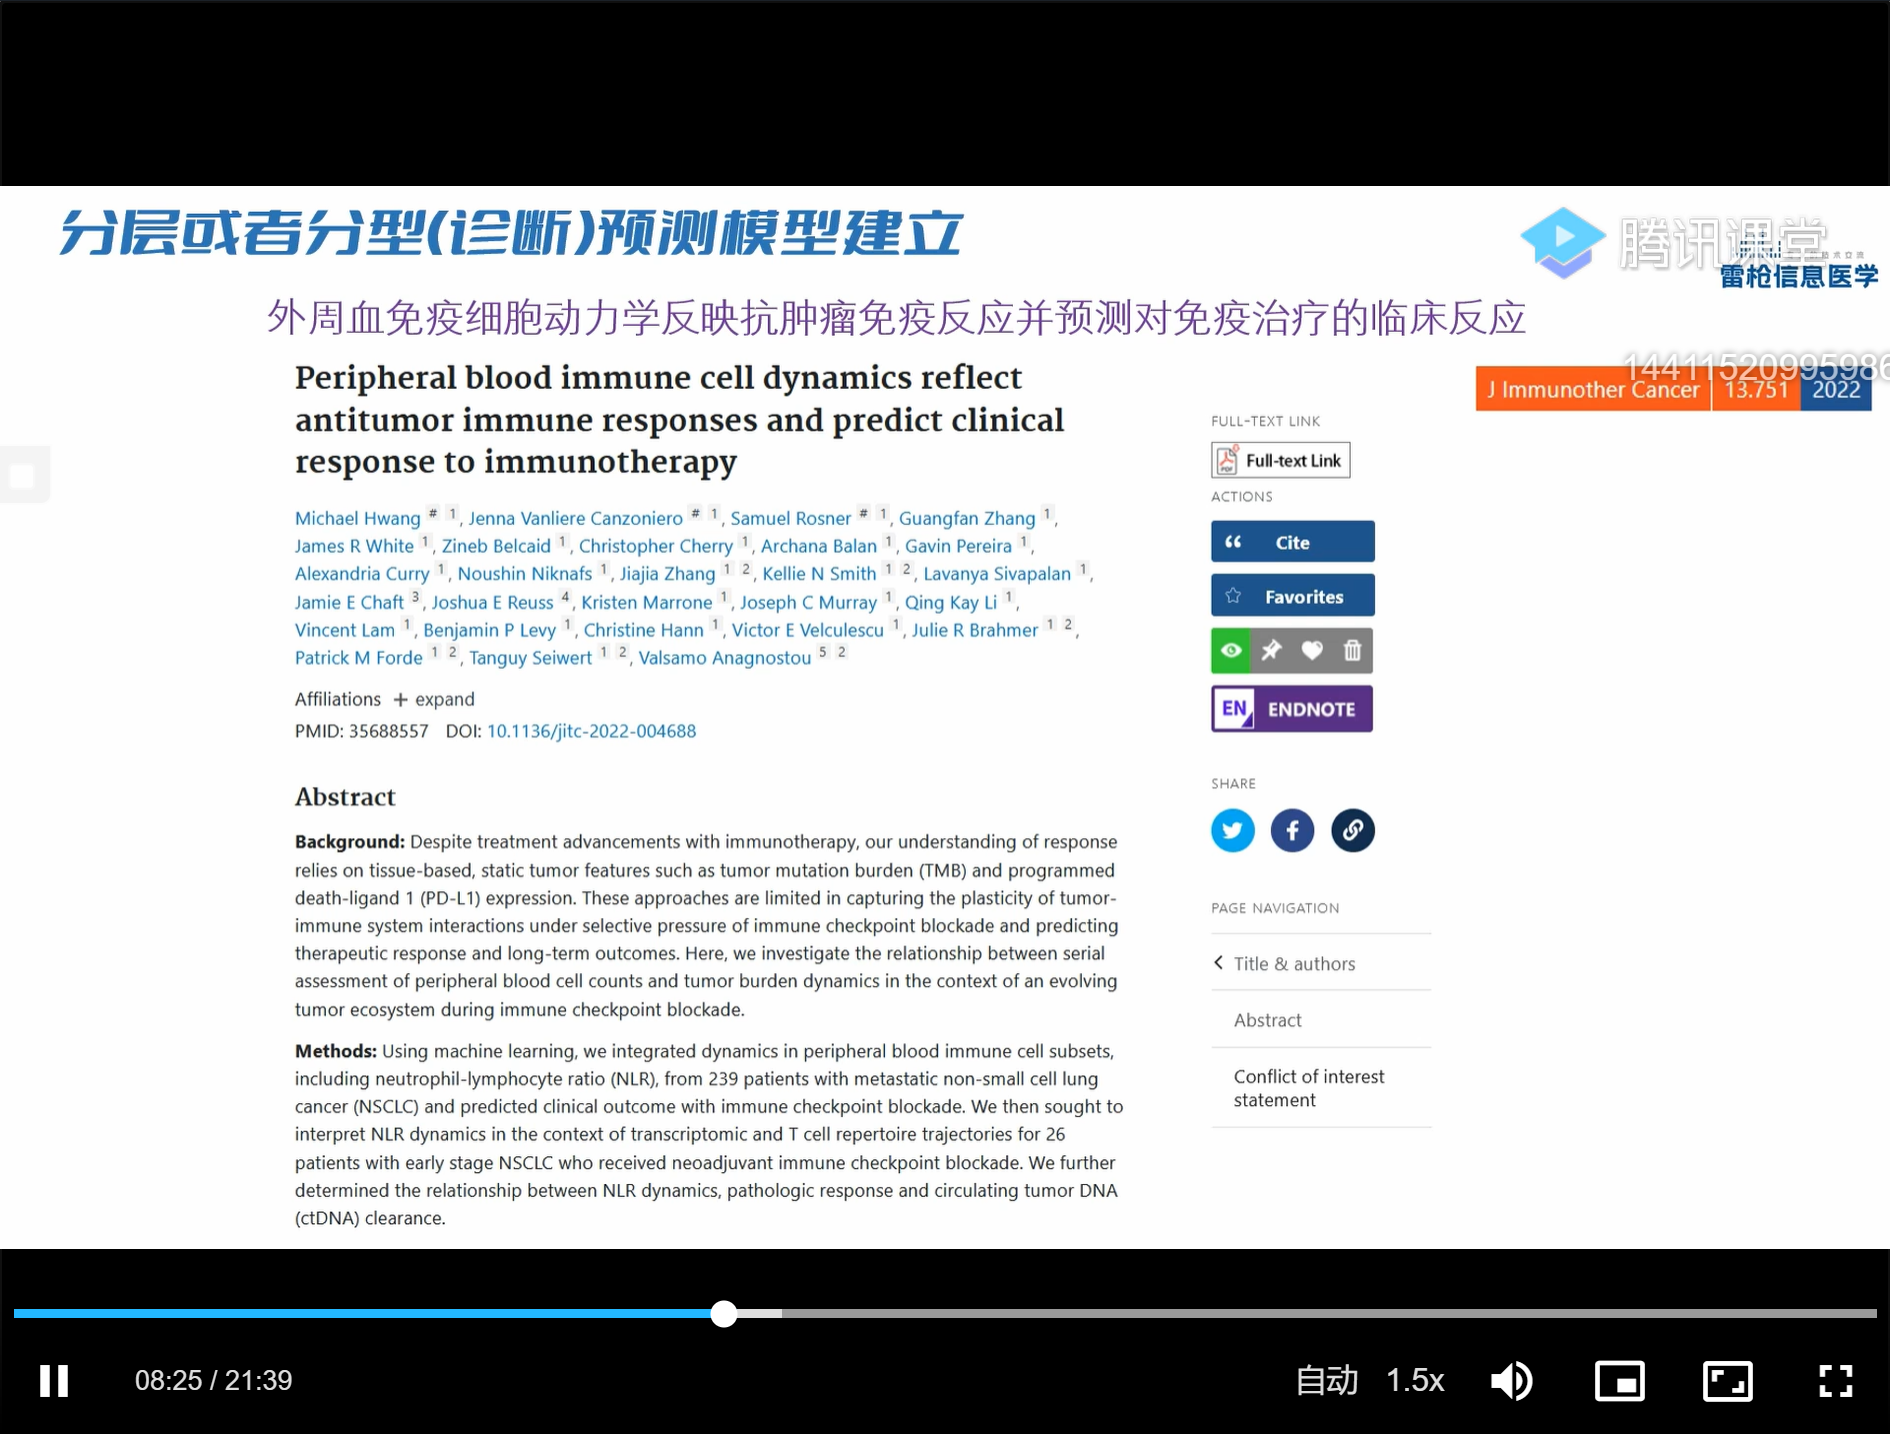 分层或者分型(诊断)预测模型建立
腾讯课堂
雷枪信息医学
外周血免疫细胞动力学反映抗肿瘤免疫反应并预测对免疫治疗的临床反应
14411520995986
J Immunother Cancer 13.751 2022
Peripheral blood immune cell dynamics reflect
antitumor immune responses and predict clinical
response to immunotherapy
Michael Hwang # 1, Jenna Vanliere Canzoniero # 1, Samuel Rosner # 1, Guangfan Zhang 1,
James R White 1, Zineb Belcaid 1, Christopher Cherry 1, Archana Balan 1, Gavin Pereira 1,
Alexandria Curry 1, Noushin Niknafs 1, Jiajia Zhang 1 2, Kellie N Smith 1 2, Lavanya Sivapalan 1,
Jamie E Chaft 3, Joshua E Reuss 4, Kristen Marrone 1, Joseph C Murray 1, Qing Kay Li 1,
Vincent Lam 1, Benjamin P Levy 1, Christine Hann 1, Victor E Velculescu 1, Julie R Brahmer 1 2,
Patrick M Forde 1 2, Tanguy Seiwert 1 2, Valsamo Anagnostou 5 2
Affiliations + expand
PMID: 35688557 DOI: 10.1136/jitc-2022-004688
Abstract
Background: Despite treatment advancements with immunotherapy, our understanding of response
relies on tissue-based, static tumor features such as tumor mutation burden (TMB) and programmed
death-ligand 1 (PD-L1) expression. These approaches are limited in capturing the plasticity of tumor-
immune system interactions under selective pressure of immune checkpoint blockade and predicting
therapeutic response and long-term outcomes. Here, we investigate the relationship between serial
assessment of peripheral blood cell counts and tumor burden dynamics in the context of an evolving
tumor ecosystem during immune checkpoint blockade.
Methods: Using machine learning, we integrated dynamics in peripheral blood immune cell subsets,
including neutrophil-lymphocyte ratio (NLR), from 239 patients with metastatic non-small cell lung
cancer (NSCLC) and predicted clinical outcome with immune checkpoint blockade. We then sought to
interpret NLR dynamics in the context of transcriptomic and T cell repertoire trajectories for 26
patients with early stage NSCLC who received neoadjuvant immune checkpoint blockade. We further
determined the relationship between NLR dynamics, pathologic response and circulating tumor DNA
(ctDNA) clearance.
FULL-TEXT LINK
PDF Full-text Link
ACTIONS
Cite
Favorites
EN ENDNOTE
SHARE
PAGE NAVIGATION
Title & authors
Abstract
Conflict of interest
statement
08:25 / 21:39
自动 1.5x